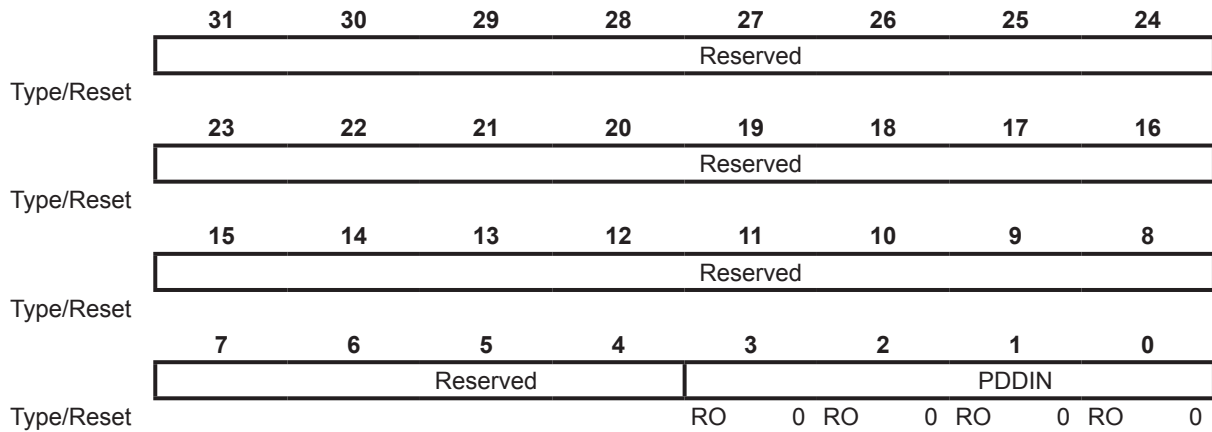 31 30 29 28 27 26 25 24
Reserved
Type/Reset
23 22 21 20 19 18 17 16
Reserved
Type/Reset
15 14 13 12 11 10 9 8
Reserved
Type/Reset
7 6 5 4 3 2 1 0
Reserved PDDIN
Type/Reset RO 0 RO 0 RO 0 RO 0